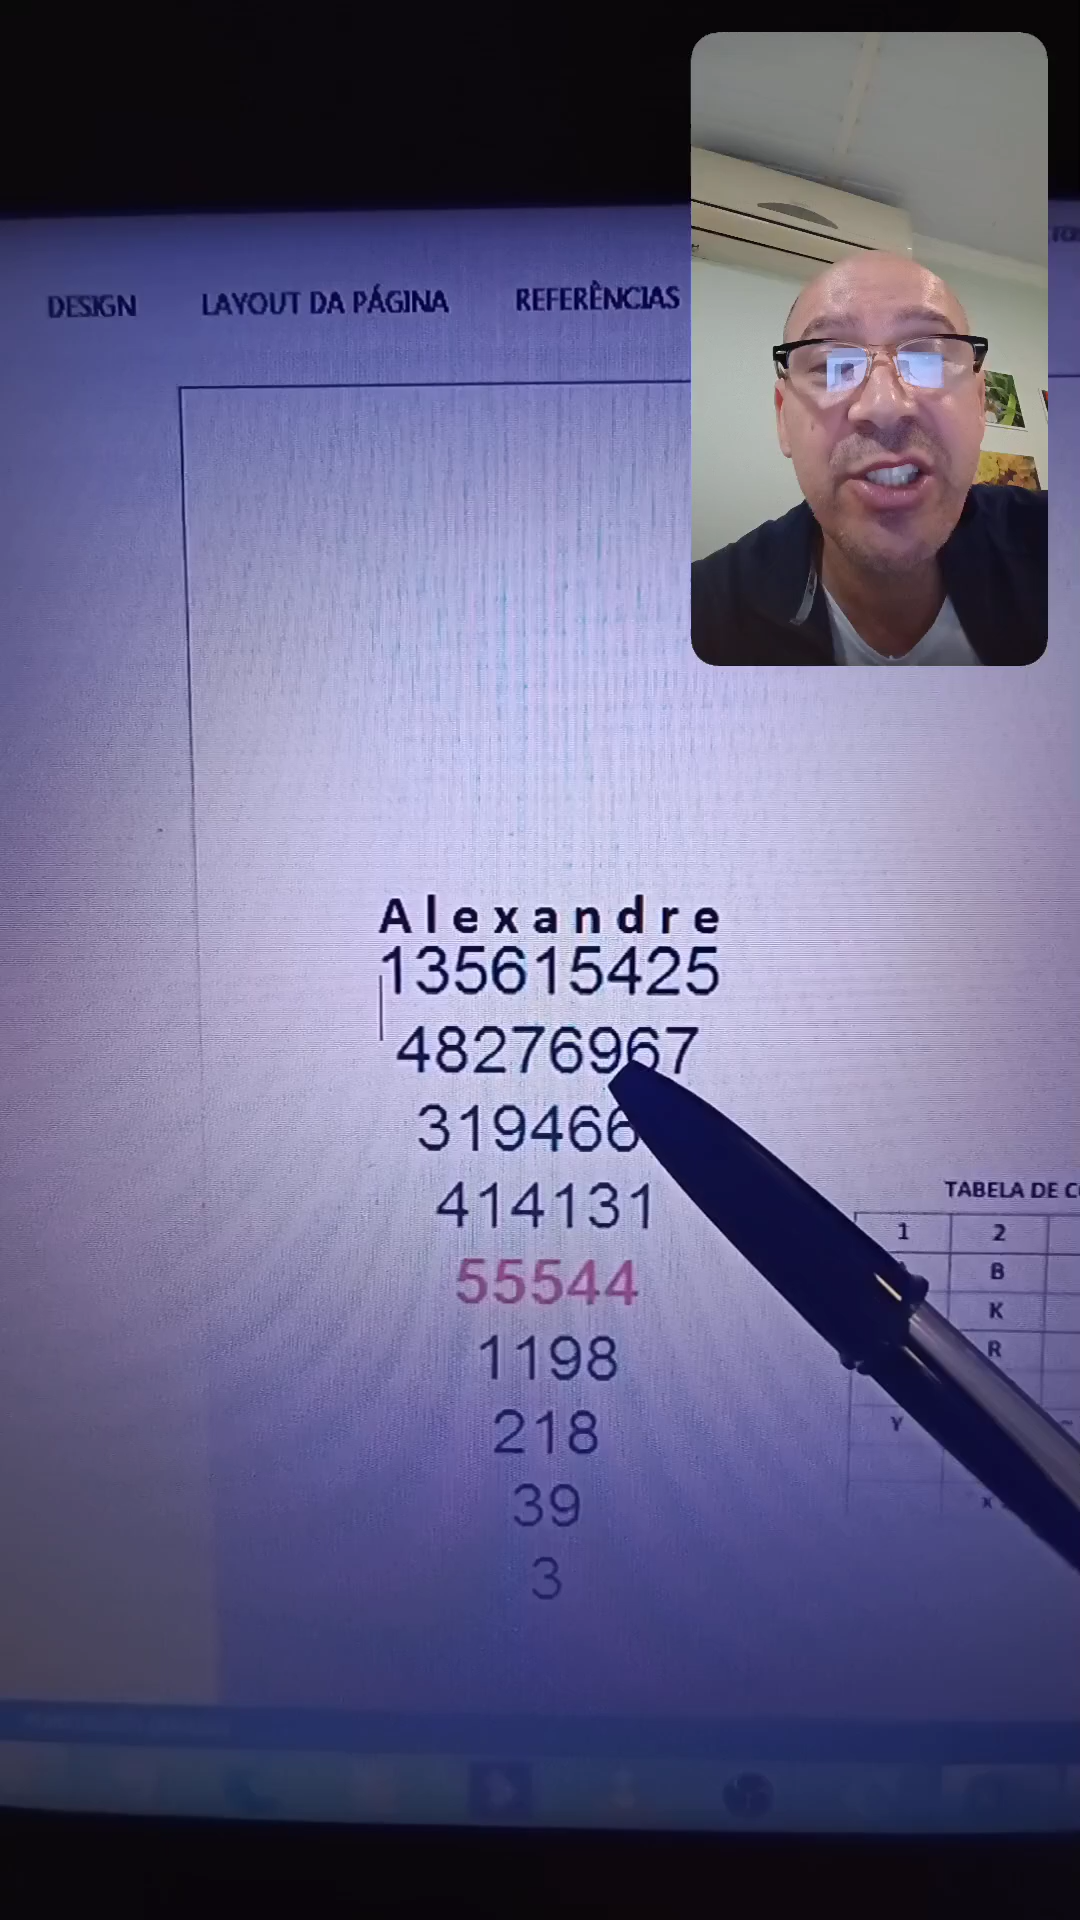 DESIGN LAYOUT DA PÁGINA REFERÊNCIAS
Alexandre
135615425
48276967
319466
414131
55544
1198
218
39
3
TABELA DE
1 2
B
K
R
Y